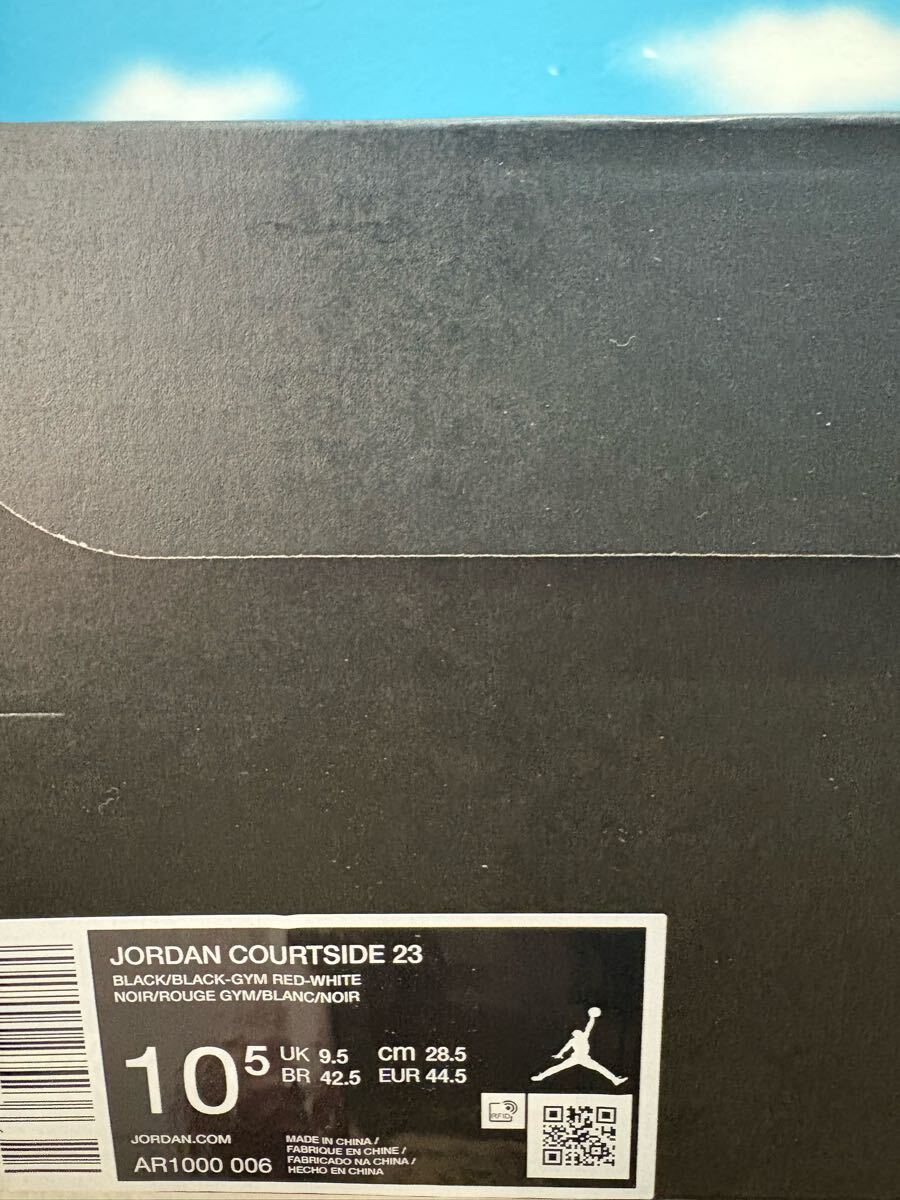 JORDAN COURTSIDE 23
BLACK/BLACK-GYM RED-WHITE
NOIR/ROUGE GYM/BLANC/NOIR
10⁵ UK 9.5 cm 28.5
BR 42.5 EUR 44.5
RFID
JORDAN.COM
AR1000 006
MADE IN CHINA /
FABRIQUE EN CHINE /
FABRICADO NA CHINA /
HECHO EN CHINA